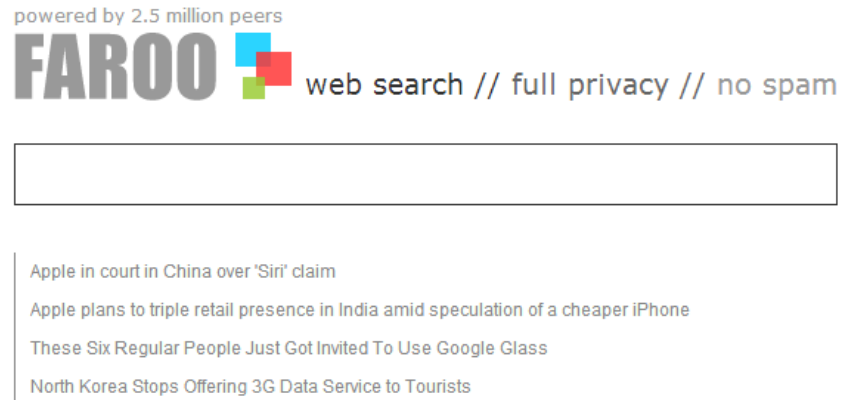 powered by 2.5 million peers
FAROO web search // full privacy // no spam
Apple in court in China over 'Siri' claim
Apple plans to triple retail presence in India amid speculation of a cheaper iPhone
These Six Regular People Just Got Invited To Use Google Glass
North Korea Stops Offering 3G Data Service to Tourists